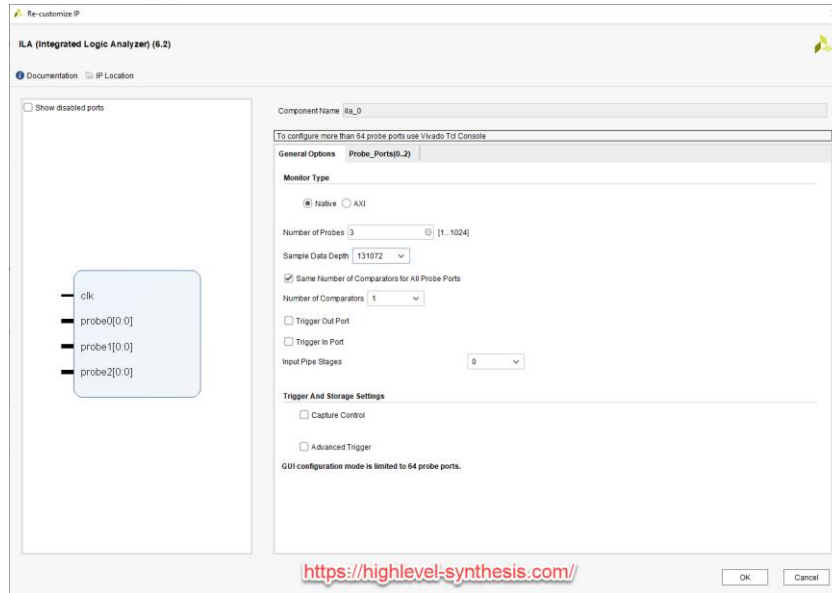 Re-customize IP
ILA (Integrated Logic Analyzer) (6.2)
Documentation IP Location
Show disabled ports
clk
probe0[0:0]
probe1[0:0]
probe2[0:0]
Component Name ila_0
To configure more than 64 probe ports use Vivado Tcl Console
General Options Probe_Ports(0..2)
Monitor Type
Native AXI
Number of Probes 3 [1...1024]
Sample Data Depth 131072
Same Number of Comparators for All Probe Ports
Number of Comparators 1
Trigger Out Port
Trigger In Port
Input Pipe Stages 0
Trigger And Storage Settings
Capture Control
Advanced Trigger
GUI configuration mode is limited to 64 probe ports.
https://highlevel-synthesis.com/
OK Cancel